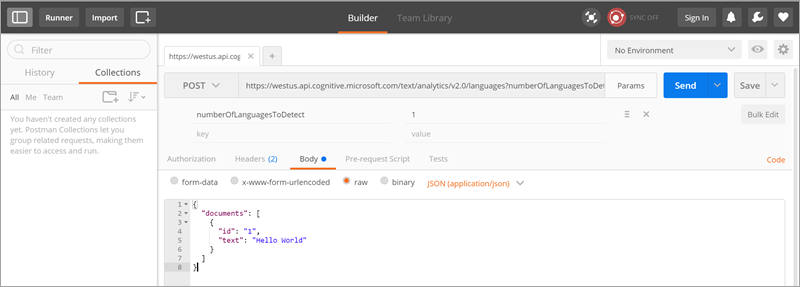 Runner Import Builder Team Library SYNC OFF Sign In
Filter
History Collections
All Me Team
You haven't created any collections
yet. Postman Collections let you
group related requests, making them
easier to access and run.
https://westus.api.cog
No Environment
POST https://westus.api.cognitive.microsoft.com/text/analytics/v2.0/languages?numberOfLanguagesToDet Params Send Save
numberOfLanguagesToDetect 1 Bulk Edit
key value
Authorization Headers (2) Body Pre-request Script Tests Code
form-data x-www-form-urlencoded raw binary JSON (application/json)
1 {
2 "documents": [
3 {
4 "id": "1",
5 "text": "Hello World"
6 }
7 ]
8 }